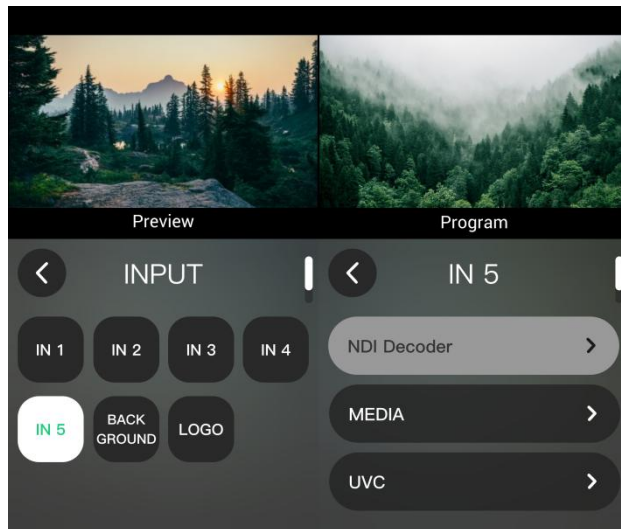 Preview
Program
INPUT
IN 1
IN 2
IN 3
IN 4
IN 5
BACK
GROUND
LOGO
IN 5
NDI Decoder
MEDIA
UVC